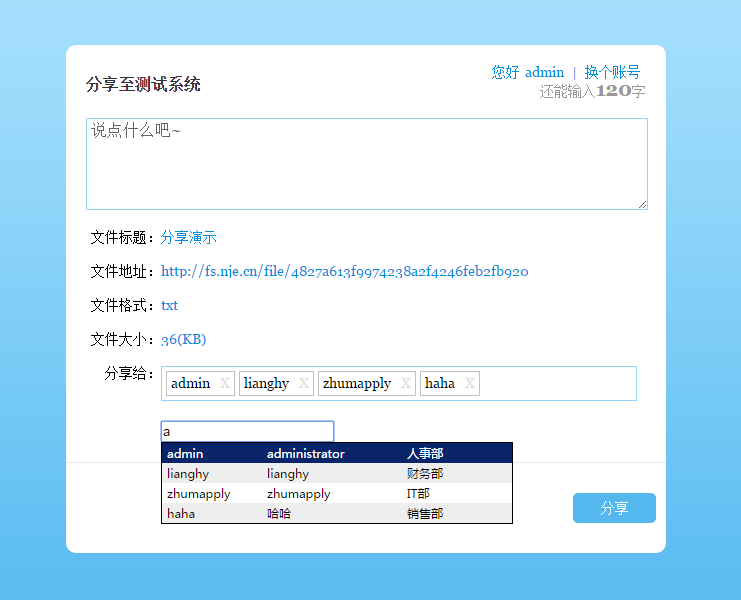 您好 admin | 换个账号
分享至测试系统
还能输入120字
说点什么吧~
文件标题：分享演示
文件地址：http://fs.nje.cn/file/4827a613f9974238a2f4246feb2fb920
文件格式：txt
文件大小：36(KB)
分享给： admin X lianghy X zhumapply X haha X
a
admin administrator 人事部
lianghy lianghy 财务部
zhumapply zhumapply IT部
haha 哈哈 销售部
分享